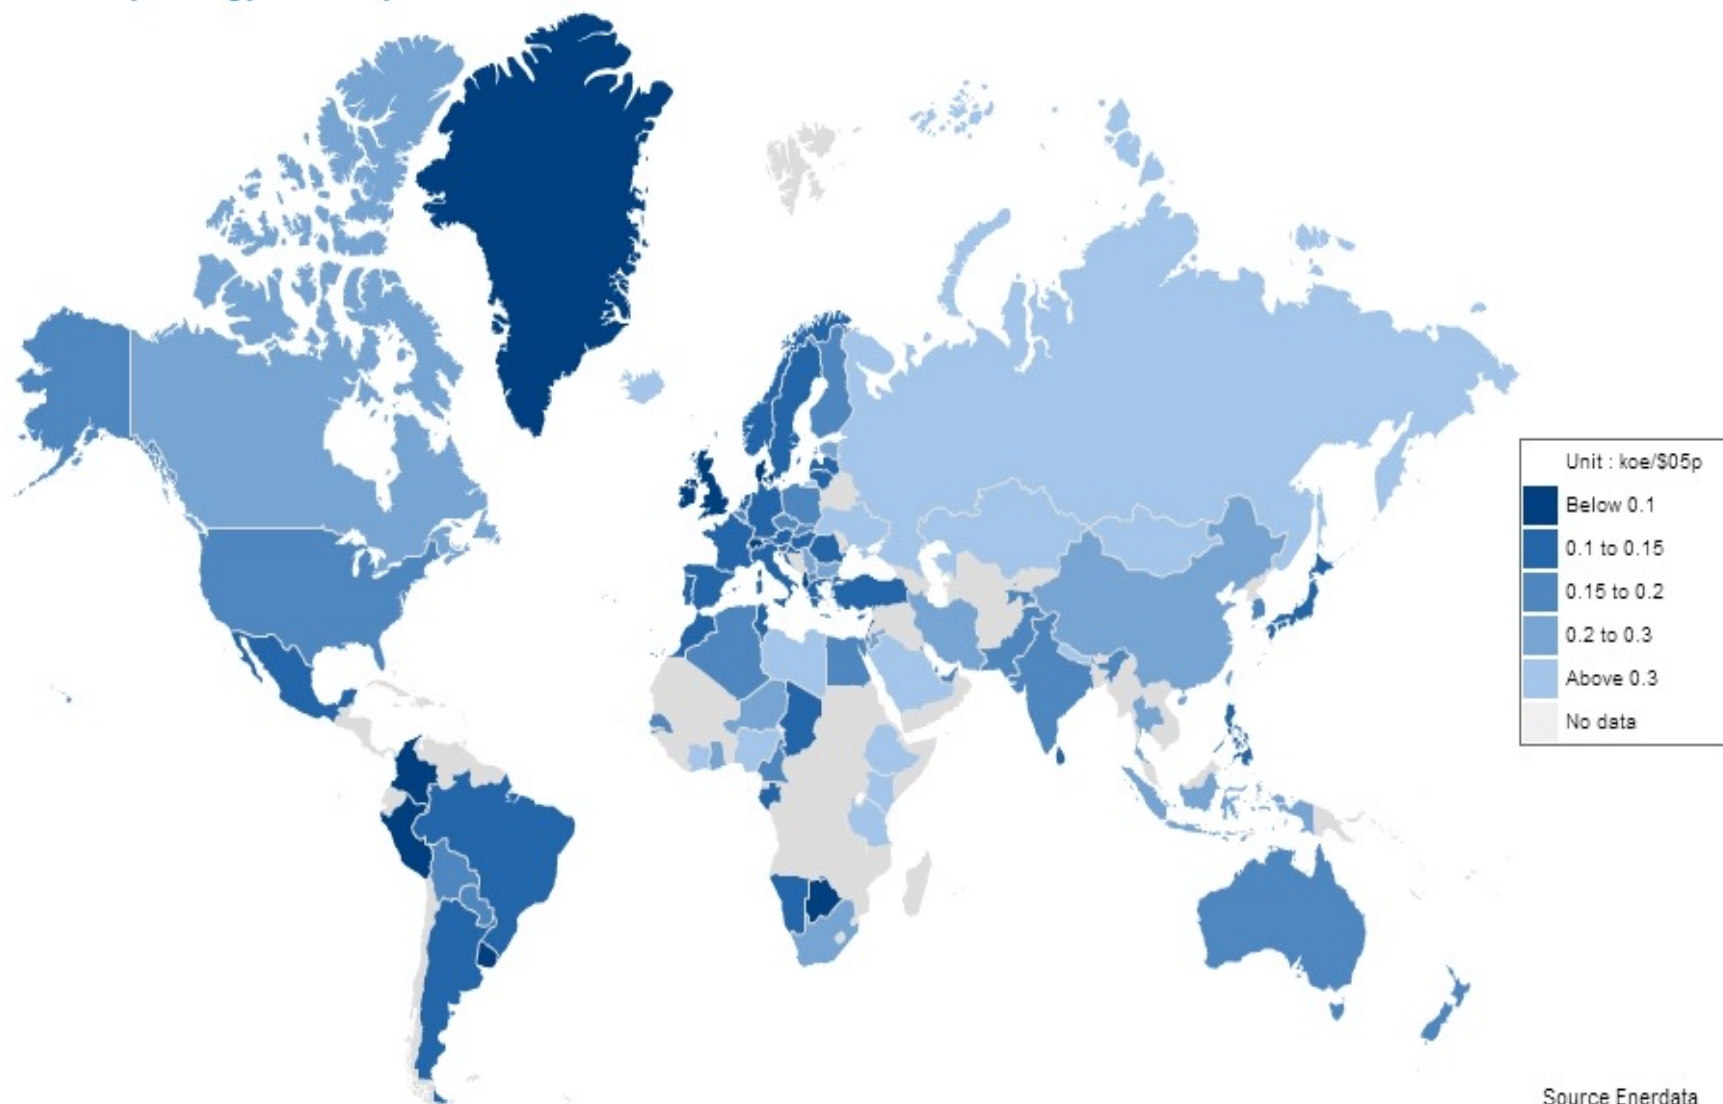 Unit : koe/$05p
Below 0.1
0.1 to 0.15
0.15 to 0.2
0.2 to 0.3
Above 0.3
No data
Source Enerdata